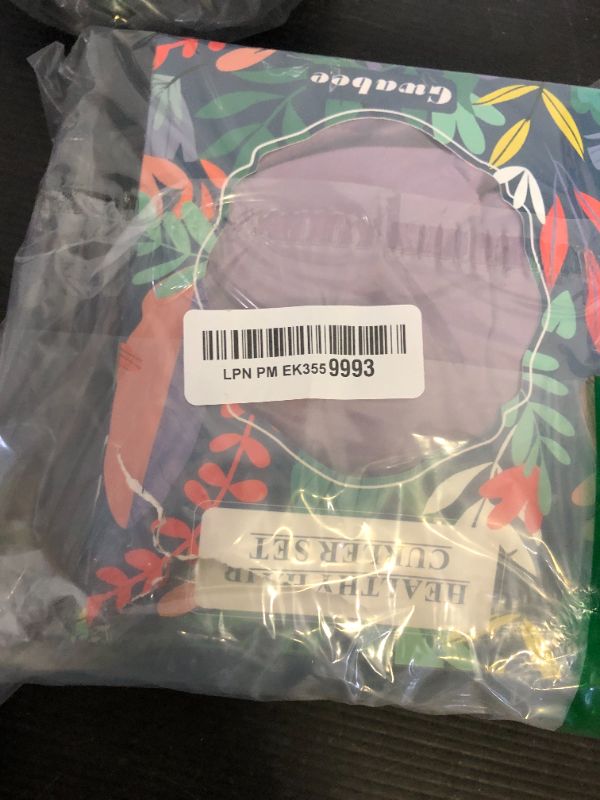 Gwabee
LPN PM EK3559993
HEALTHY HAIR
CURLER SET